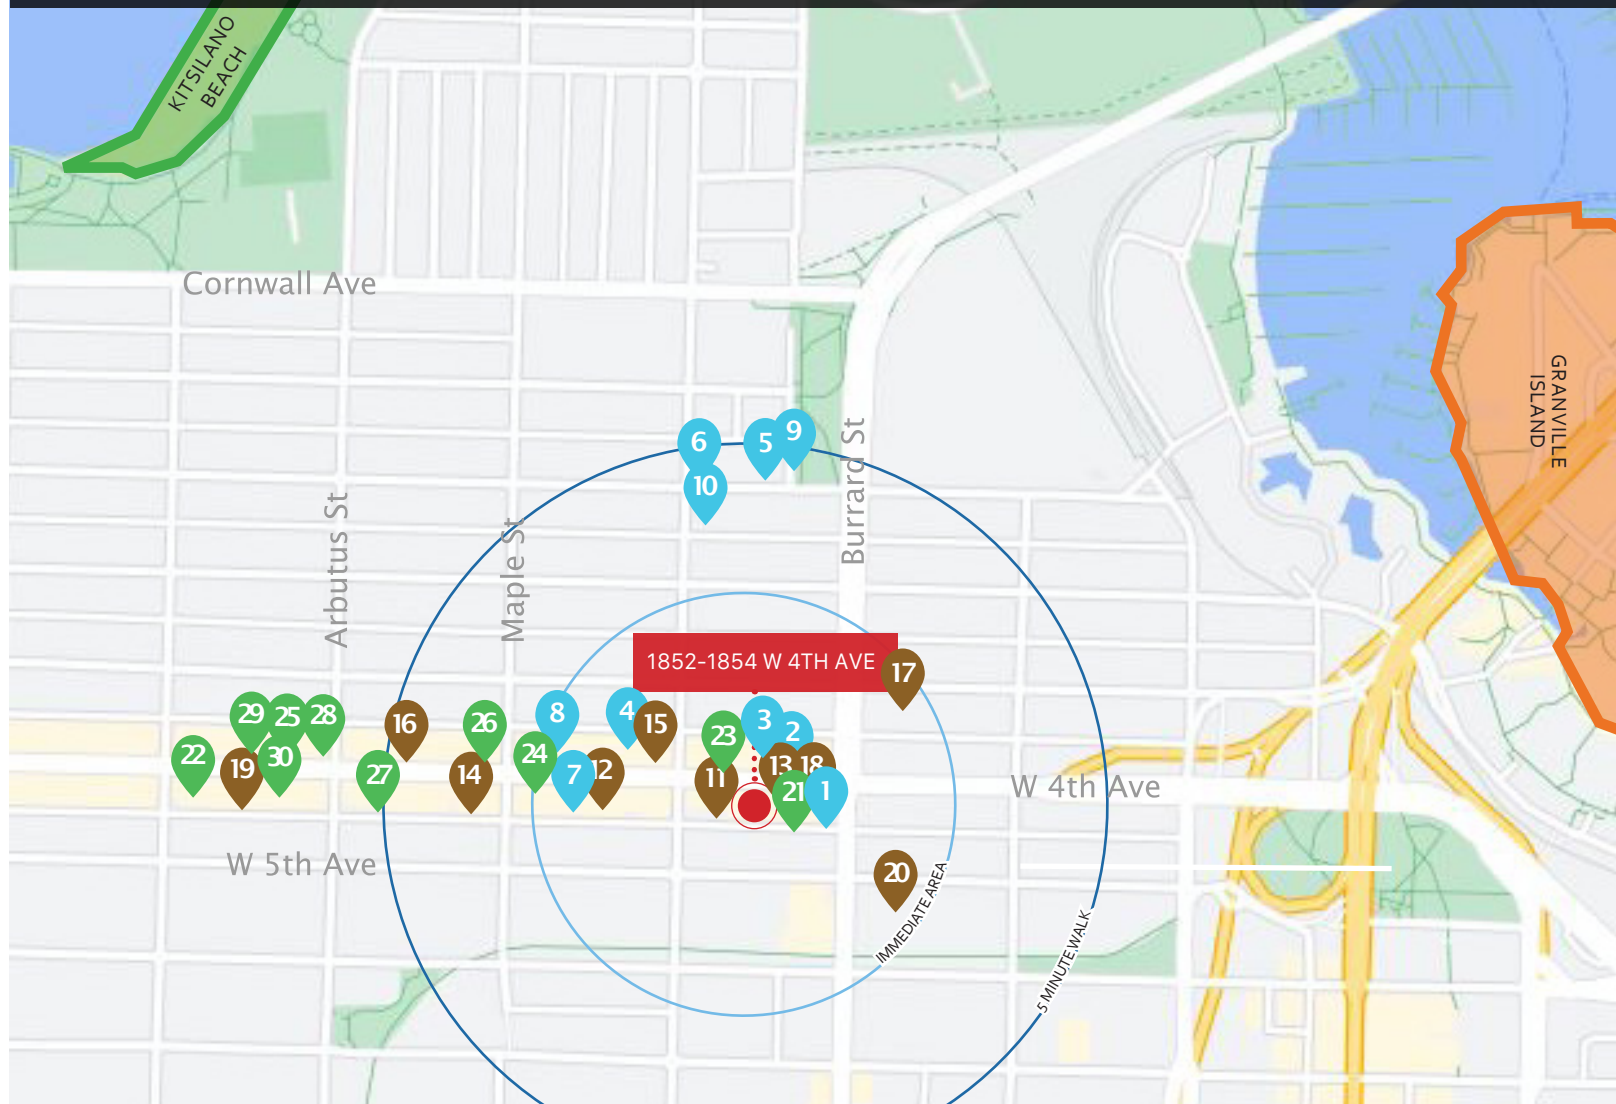 KITSILANO
BEACH
Cornwall Ave
GRANVILLE
ISLAND
6
5
9
10
Burrard St
Arbutus St
Maple St
1852-1854 W 4TH AVE
17
29
25
28
16
26
8
4
15
23
3
2
22
19
30
27
14
24
7
12
11
13
18
21
1
W 4th Ave
W 5th Ave
20
IMMEDIATE AREA
5 MINUTE WALK